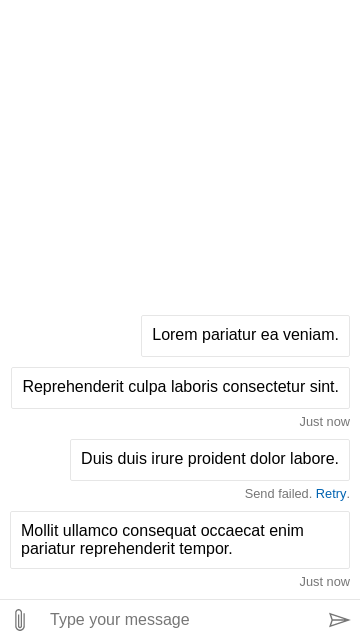 Lorem pariatur ea veniam.
Reprehenderit culpa laboris consectetur sint.
Just now
Duis duis irure proident dolor labore.
Send failed. Retry.
Mollit ullamco consequat occaecat enim
pariatur reprehenderit tempor.
Just now
Type your message